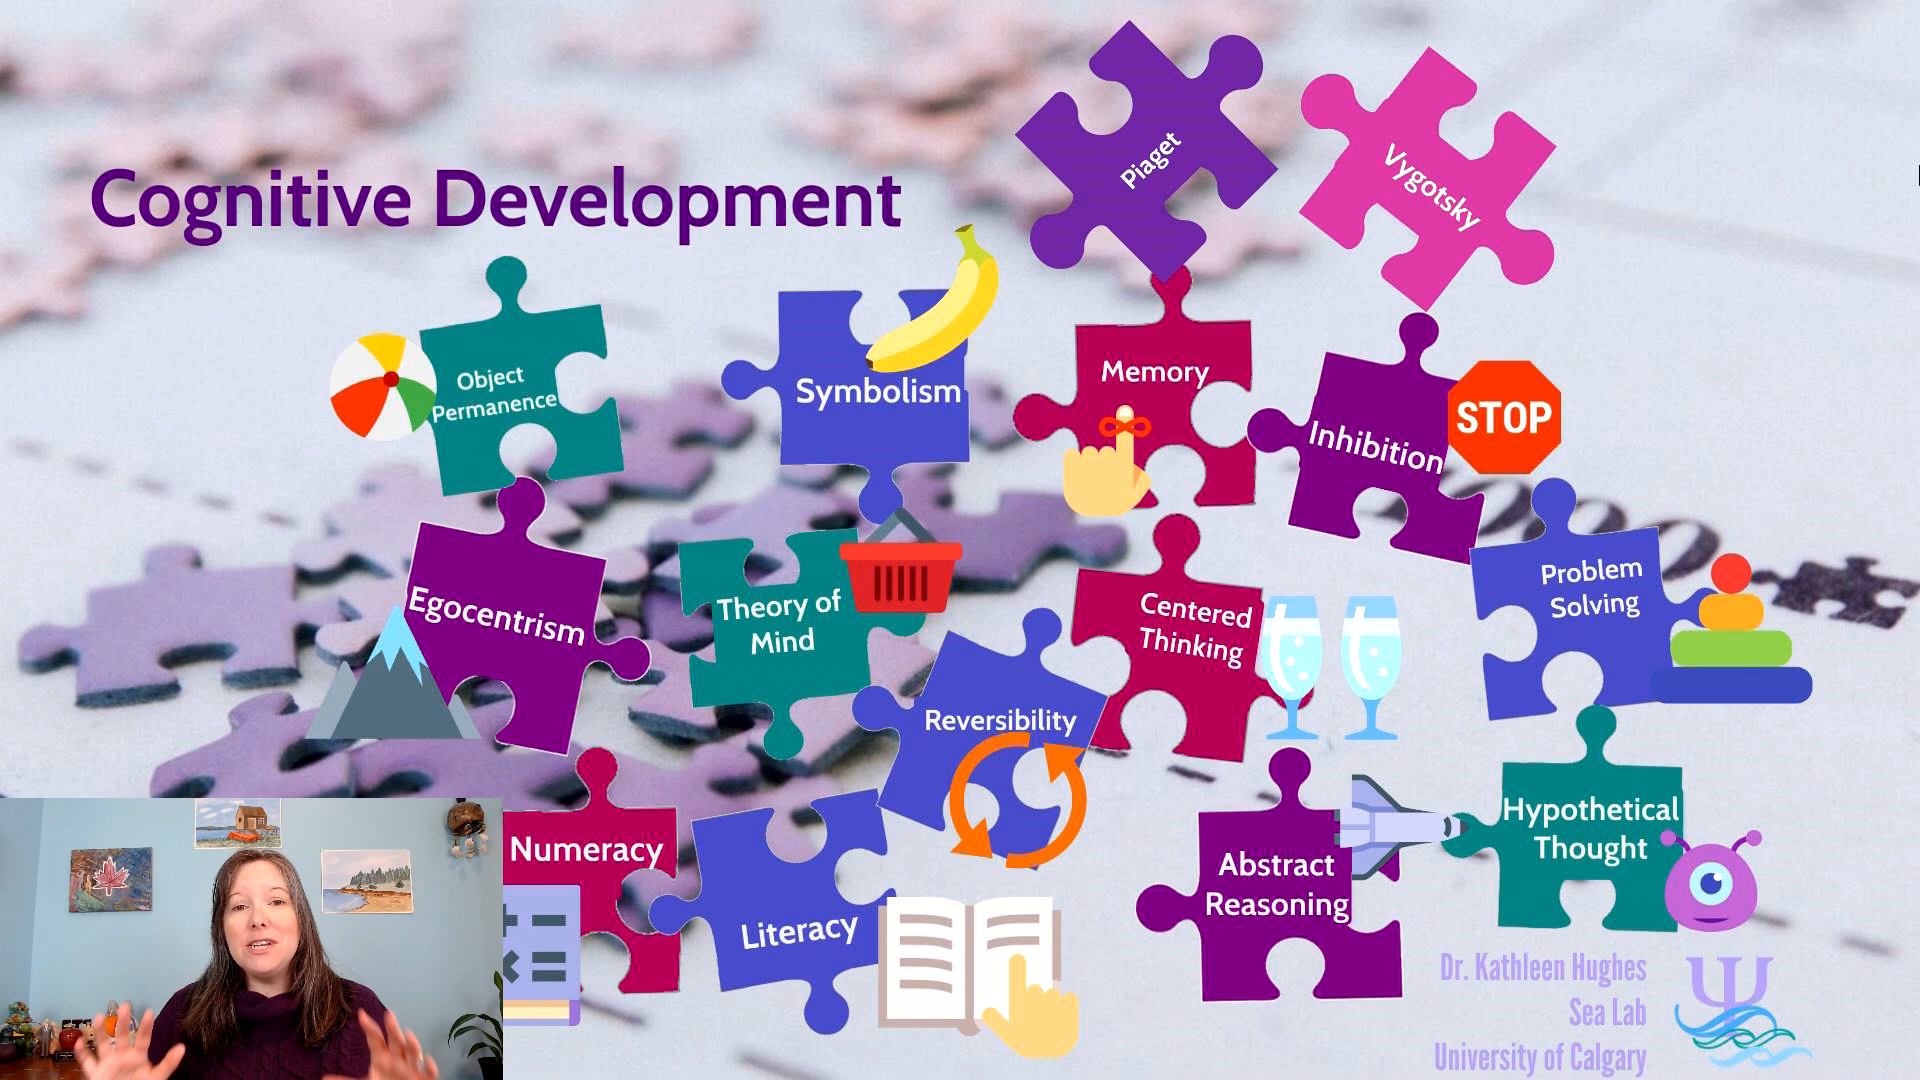 Cognitive Development
Piaget
Vygotsky
Object
Permanence
Symbolism
Memory
Inhibition
STOP
Egocentrism
Theory of
Mind
Centered
Thinking
Problem
Solving
Reversibility
Numeracy
Literacy
Abstract
Reasoning
Hypothetical
Thought
Dr. Kathleen Hughes
Sea Lab
University of Calgary